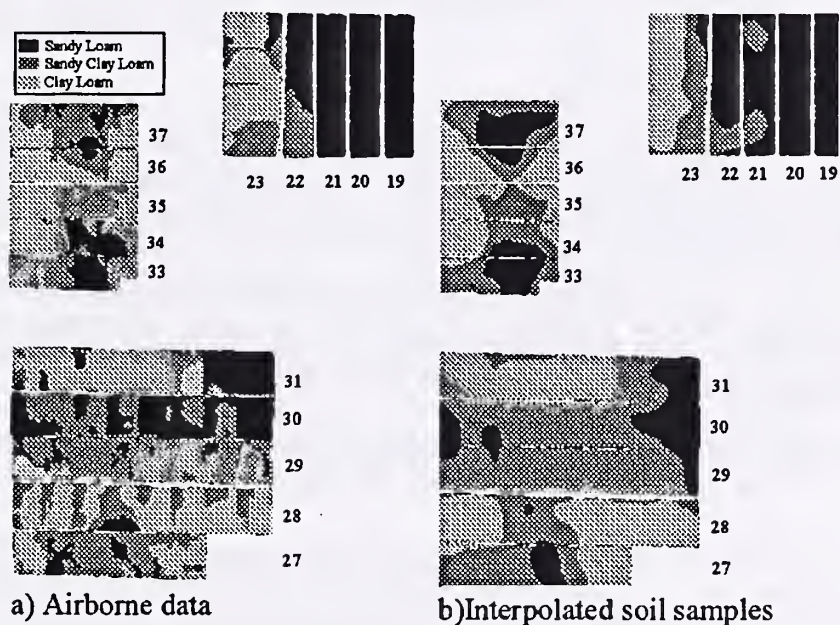 Sandy Loam
Sandy Clay Loam
Clay Loam
37
36
35
34
33
23 22 21 20 19
31
30
29
28
27
a) Airborne data
37
36
35
34
33
23 22 21 20 19
31
30
29
28
27
b)Interpolated soil samples